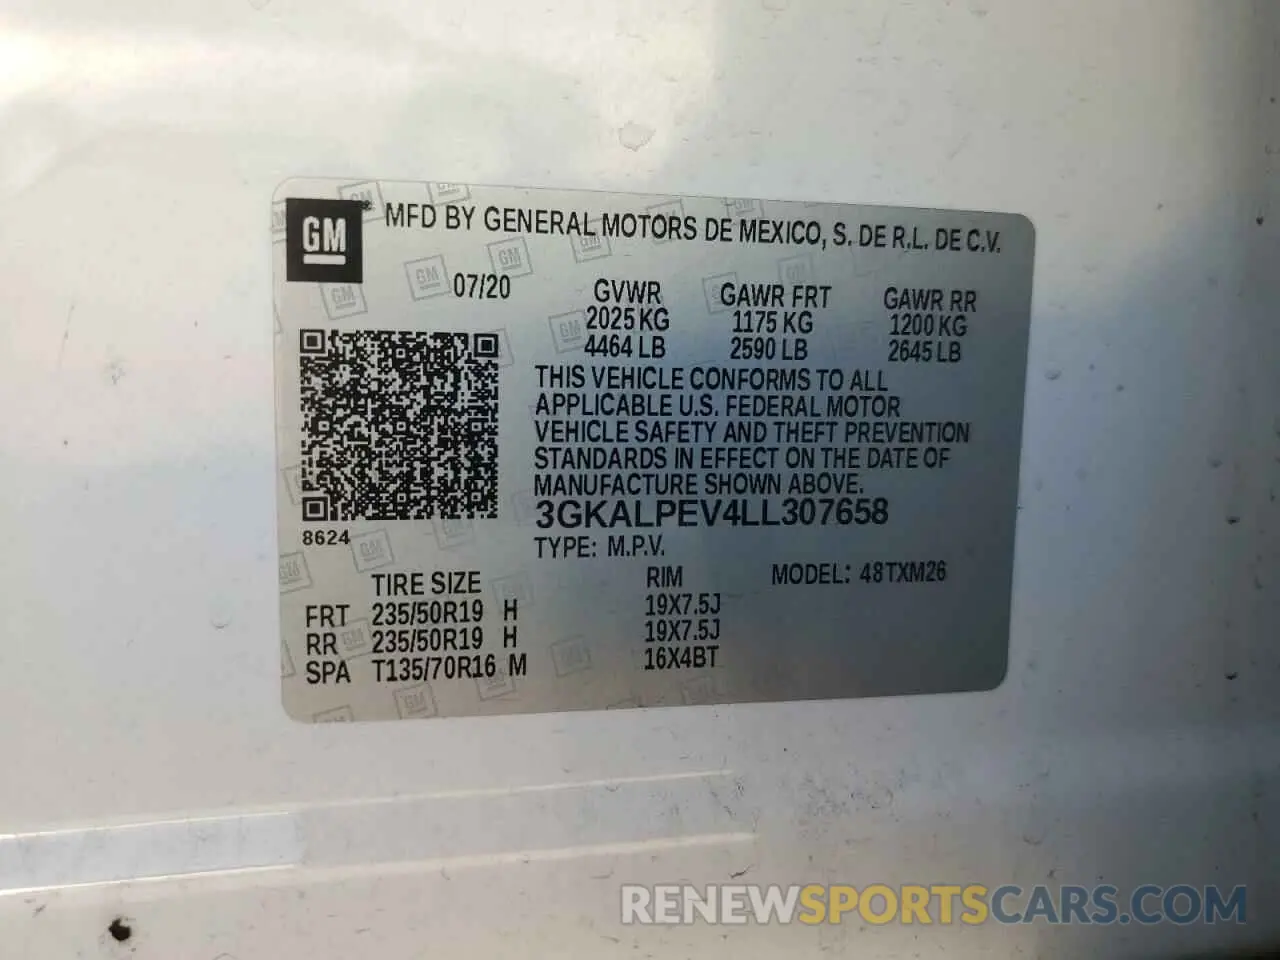 GM® MFD BY GENERAL MOTORS DE MEXICO, S. DE R.L. DE C.V.
07/20 GVWR GAWR FRT GAWR RR
2025 KG 1175 KG 1200 KG
4464 LB 2590 LB 2645 LB
THIS VEHICLE CONFORMS TO ALL
APPLICABLE U.S. FEDERAL MOTOR
VEHICLE SAFETY AND THEFT PREVENTION
STANDARDS IN EFFECT ON THE DATE OF
MANUFACTURE SHOWN ABOVE.
3GKALPEV4LL307658
8624
TYPE: M.P.V.
TIRE SIZE RIM MODEL: 48TXM26
FRT 235/50R19 H 19X7.5J
RR 235/50R19 H 19X7.5J
SPA T135/70R16 M 16X4BT
RENEWSPORTSCARS.COM